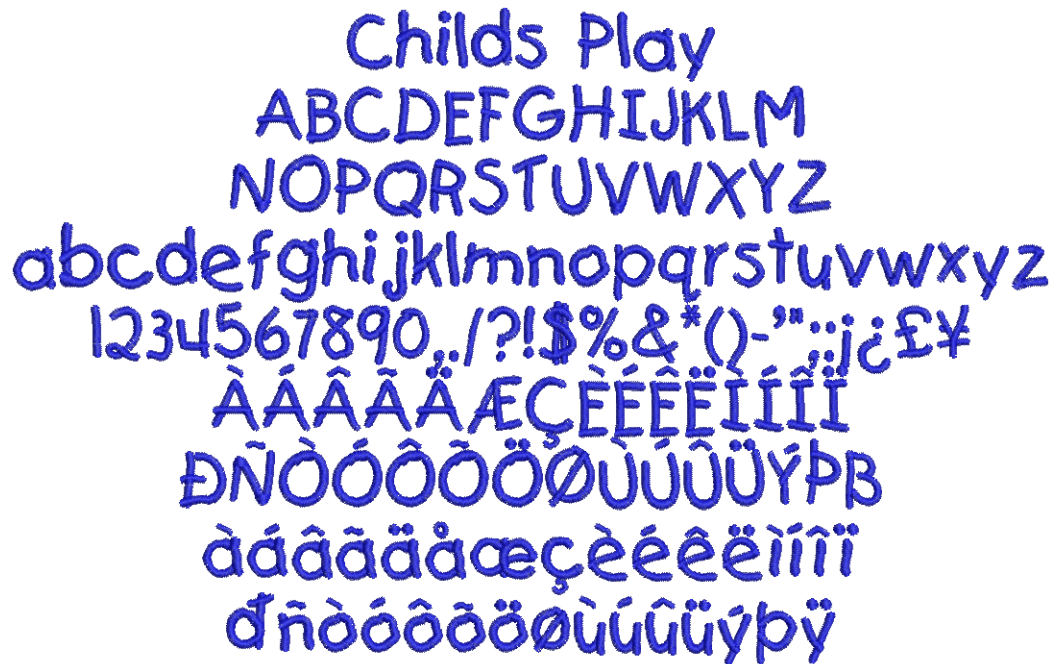 Childs Play
ABCDEFGHIJKLM
NOPQRSTUVWXYZ
abcdefghijklmnopqrstuvwxyz
1234567890,./?!$%&*()-'";:¡¿£¥
ÀÁÂÃÄÆÇÈÉÊËÌÍÎÏ
ÐÑÒÓÔÕÖØÙÚÛÜÝÞß
àáâãäåæçèéêëìíîï
đñòóôõöøùúûüýþÿ